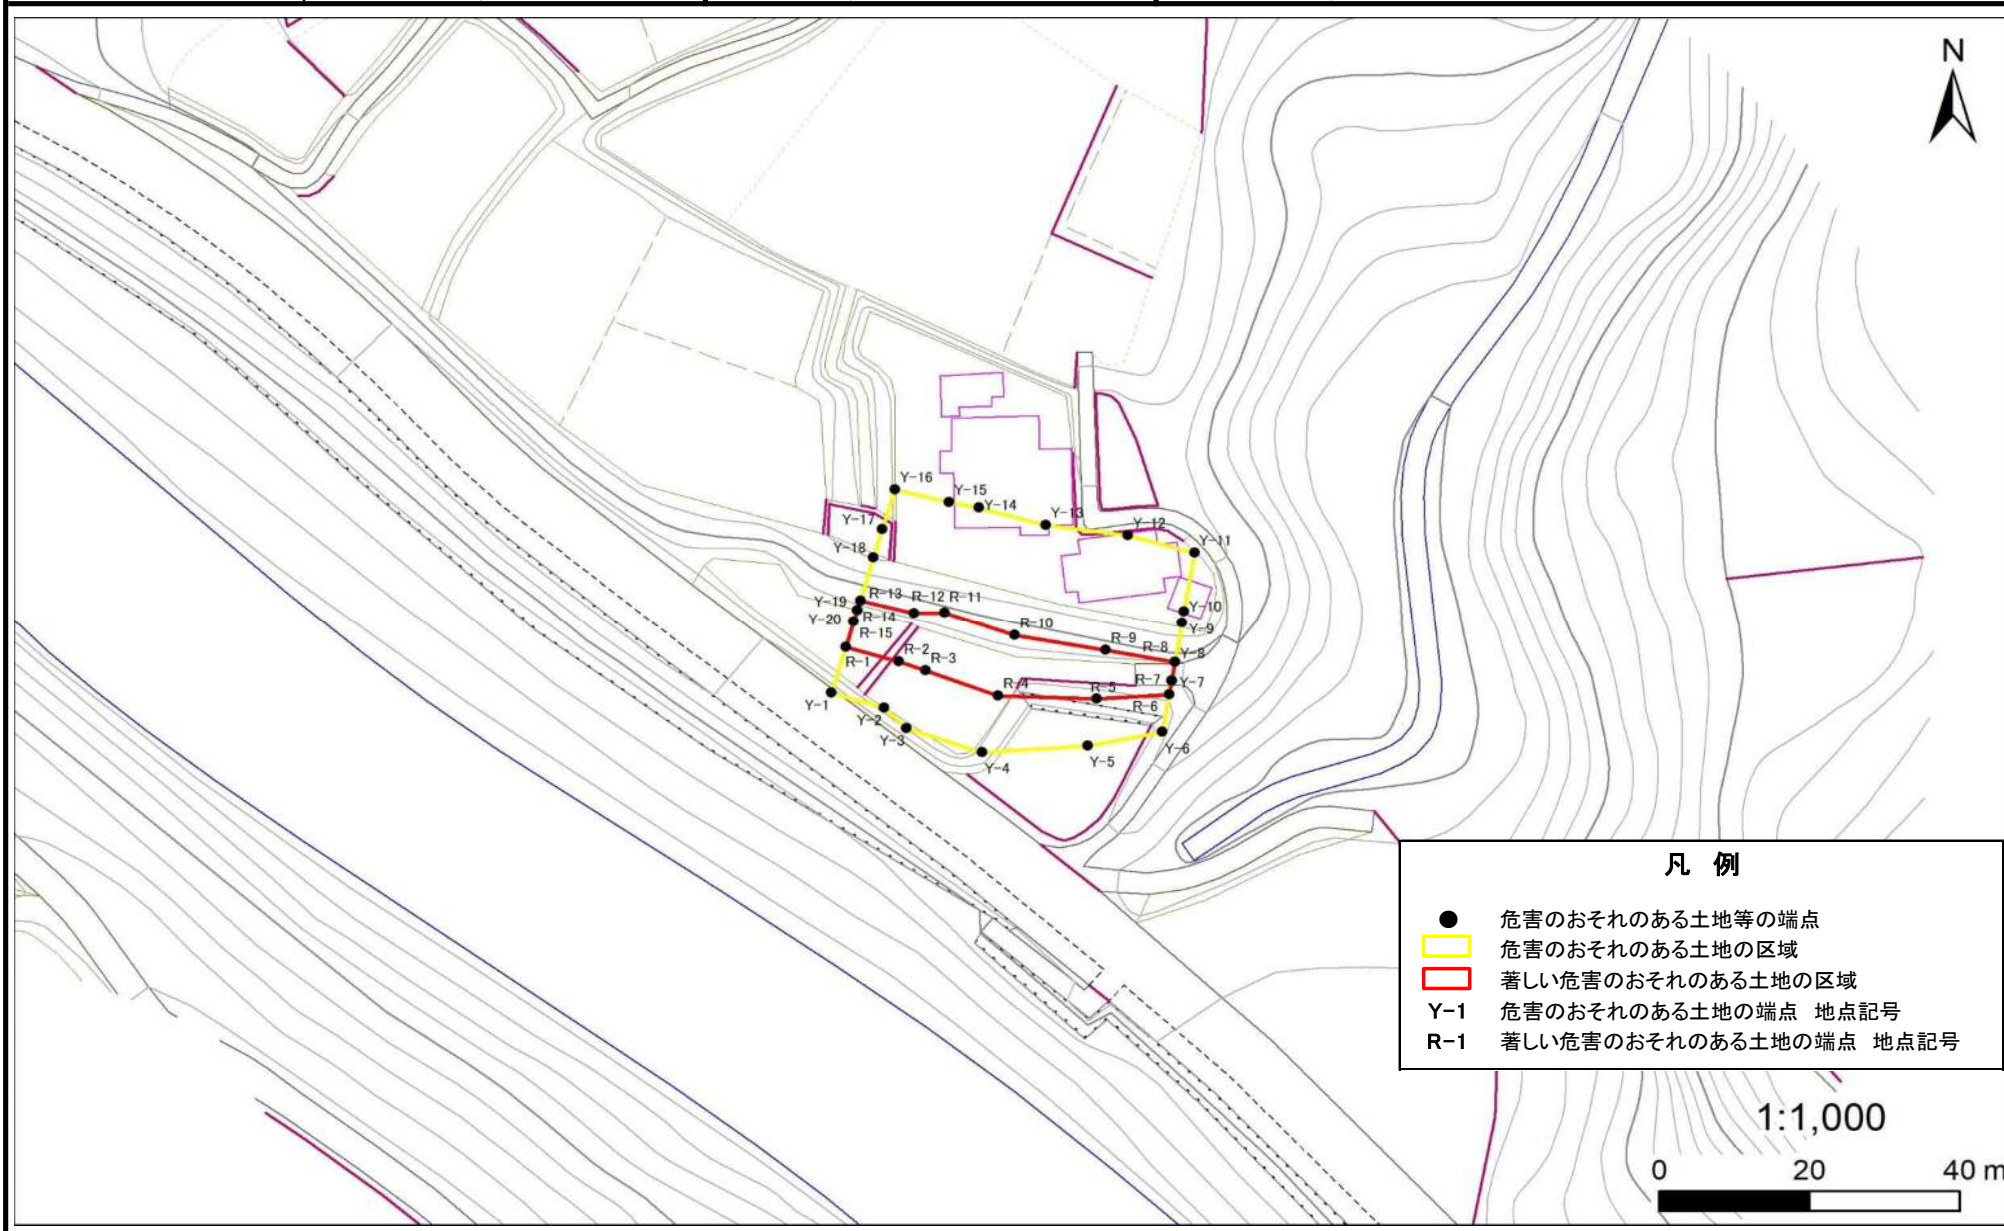 N
Y-16
Y-15
Y-14
Y-13
Y-12
Y-11
Y-17
Y-18
Y-19
R-13
R-12
R-11
Y-10
Y-9
Y-20
R-14
R-15
R-10
R-9
R-8
Y-8
R-1
R-2
R-3
R-7
Y-7
R-4
R-5
R-6
Y-1
Y-2
Y-3
Y-4
Y-5
Y-6
凡 例
危害のおそれのある土地等の端点
危害のおそれのある土地の区域
著しい危害のおそれのある土地の区域
Y-1 危害のおそれのある土地の端点 地点記号
R-1 著しい危害のおそれのある土地の端点 地点記号
1:1,000
0 20 40 m